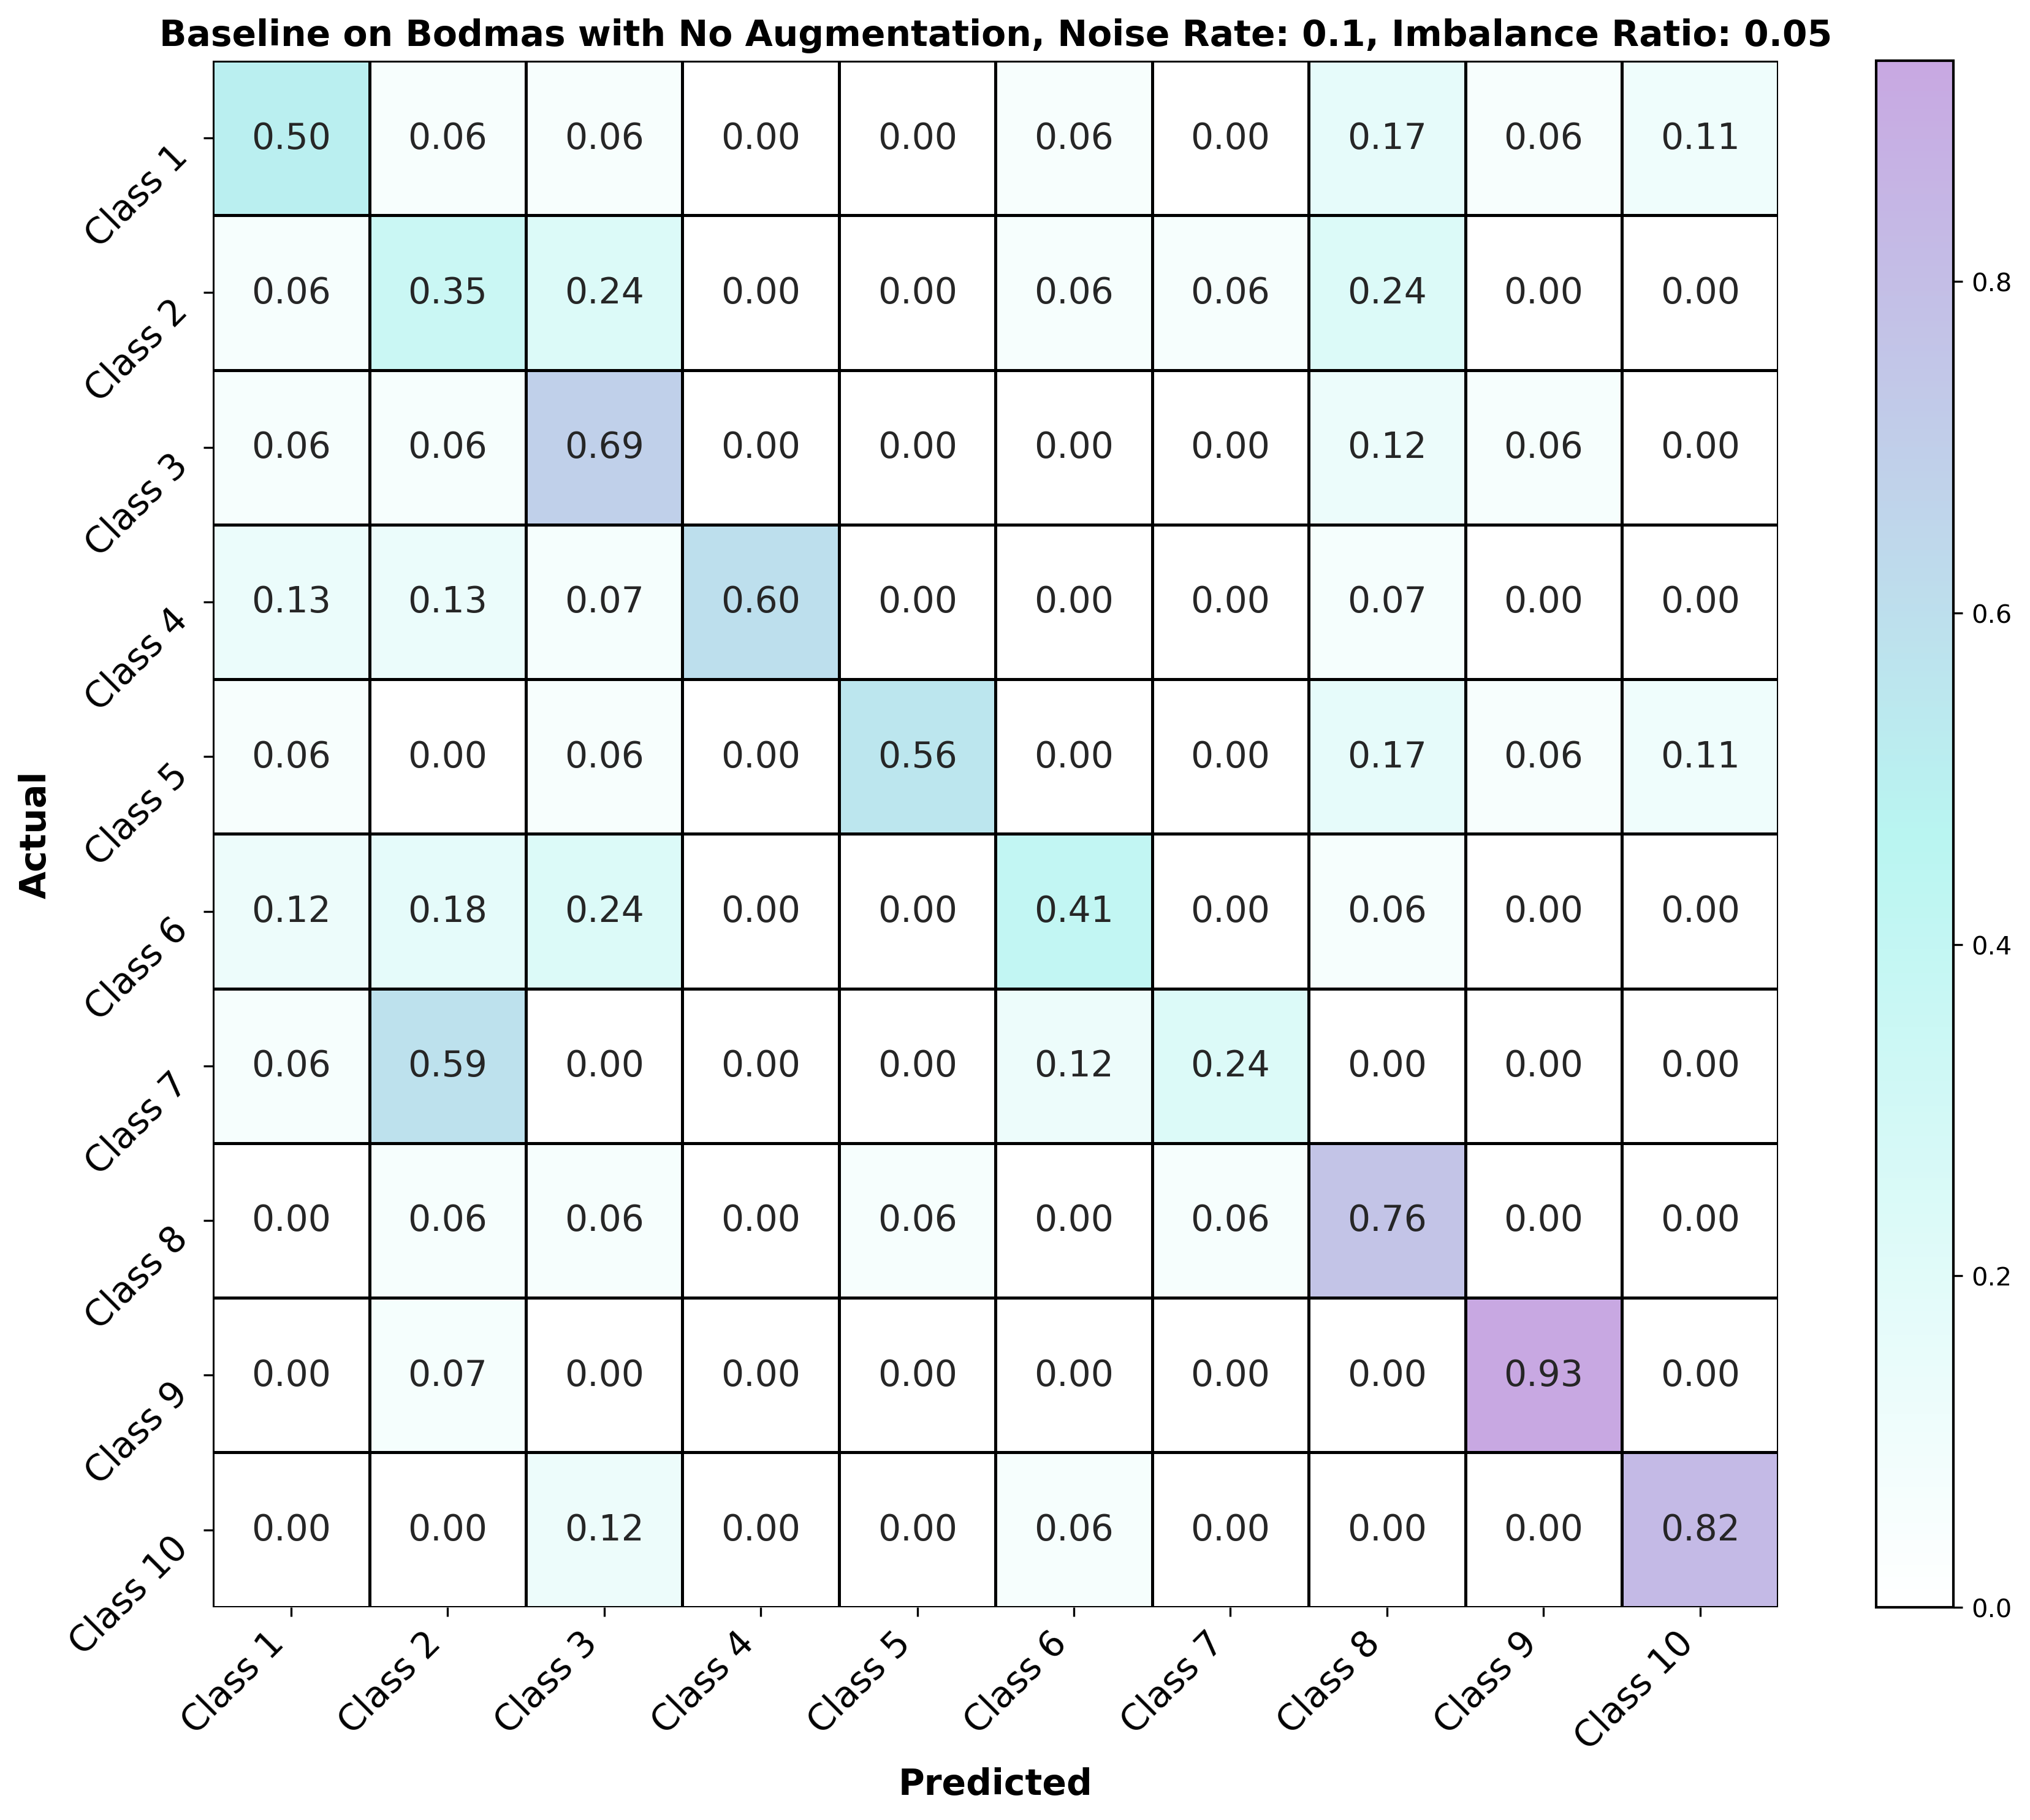 Baseline on Bodmas with No Augmentation, Noise Rate: 0.1, Imbalance Ratio: 0.05
Actual
Class 1 0.50 0.06 0.06 0.00 0.00 0.06 0.00 0.17 0.06 0.11
Class 2 0.06 0.35 0.24 0.00 0.00 0.06 0.06 0.24 0.00 0.00
Class 3 0.06 0.06 0.69 0.00 0.00 0.00 0.00 0.12 0.06 0.00
Class 4 0.13 0.13 0.07 0.60 0.00 0.00 0.00 0.07 0.00 0.00
Class 5 0.06 0.00 0.06 0.00 0.56 0.00 0.00 0.17 0.06 0.11
Class 6 0.12 0.18 0.24 0.00 0.00 0.41 0.00 0.06 0.00 0.00
Class 7 0.06 0.59 0.00 0.00 0.00 0.12 0.24 0.00 0.00 0.00
Class 8 0.00 0.06 0.06 0.00 0.06 0.00 0.06 0.76 0.00 0.00
Class 9 0.00 0.07 0.00 0.00 0.00 0.00 0.00 0.00 0.93 0.00
Class 10 0.00 0.00 0.12 0.00 0.00 0.06 0.00 0.00 0.00 0.82
Class 1 Class 2 Class 3 Class 4 Class 5 Class 6 Class 7 Class 8 Class 9 Class 10
Predicted
0.8
0.6
0.4
0.2
0.0